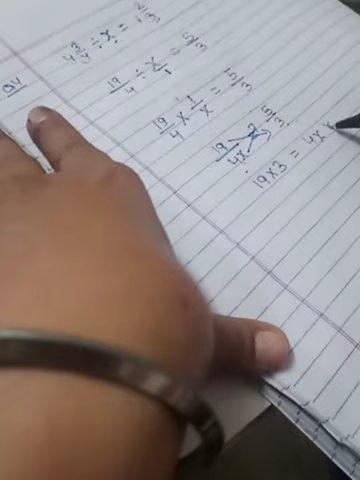 Q4
4 3/4 ÷ x = 1 2/3
19/4 ÷ x/1 = 5/3
19/4 × 1/x = 5/3
19/4x 5/3
19×3 = 4x ×